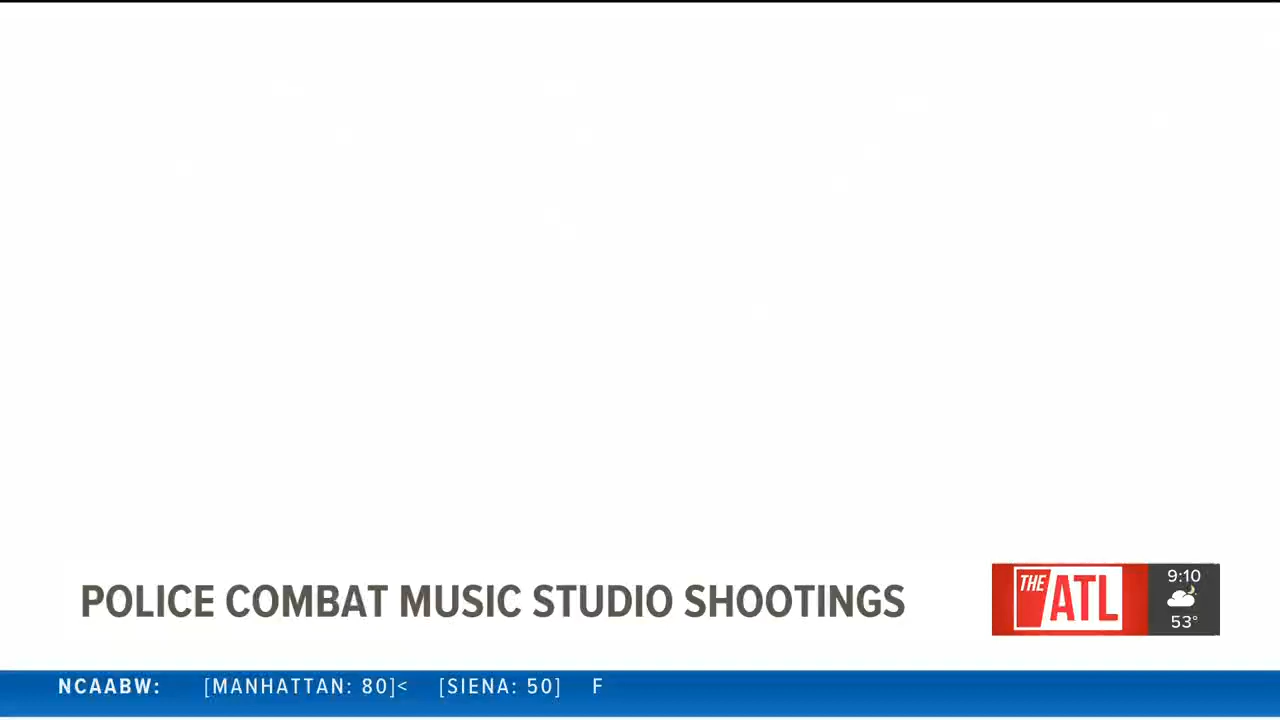 POLICE COMBAT MUSIC STUDIO SHOOTINGS
THE ATL
9:10
53°
NCAABW: [MANHATTAN: 80]< [SIENA: 50] F